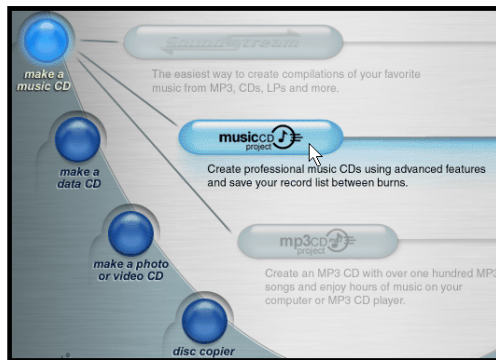 SoundStream
make a
music CD
The easiest way to create compilations of your favorite
music from MP3, CDs, LPs and more.
musicCD
project
make a
data CD
Create professional music CDs using advanced features
and save your record list between burns.
mp3CD
project
make a photo
or video CD
Create an MP3 CD with over one hundred MP3
songs and enjoy hours of music on your
computer or MP3 CD player.
disc copier